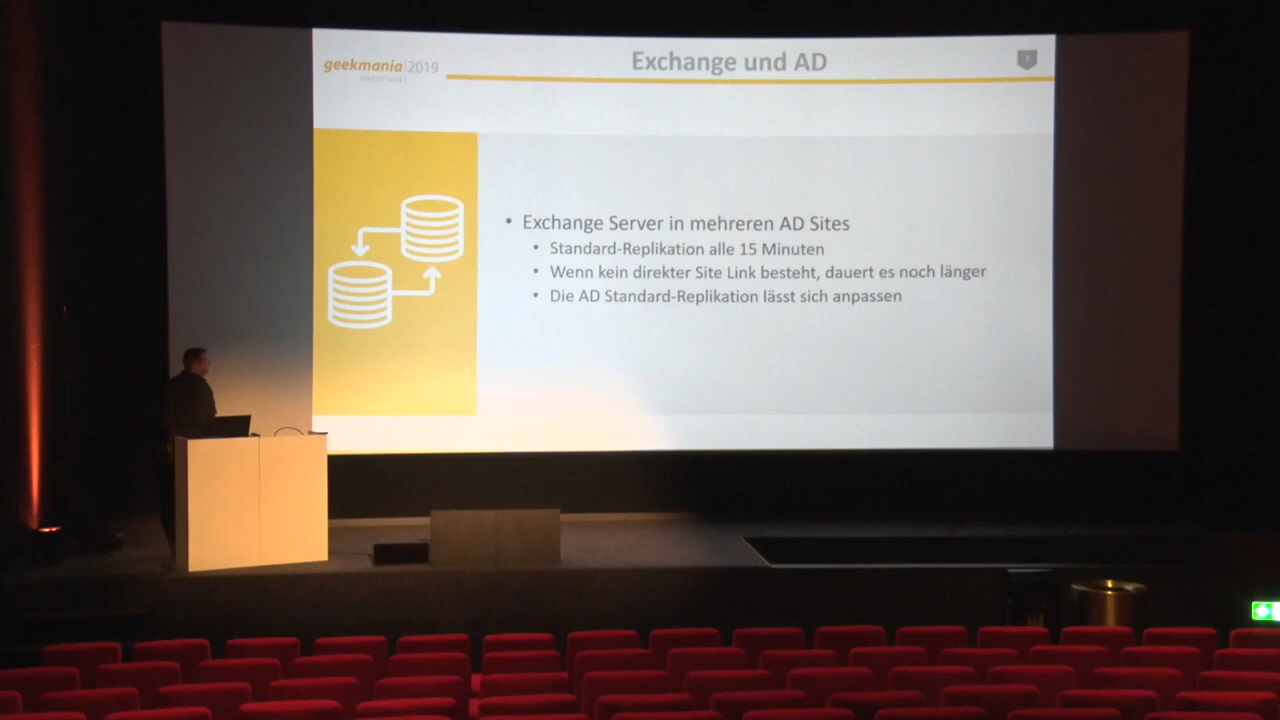 geekmania 2019
Exchange und AD
• Exchange Server in mehreren AD Sites
• Standard-Replikation alle 15 Minuten
• Wenn kein direkter Site Link besteht, dauert es noch länger
• Die AD Standard-Replikation lässt sich anpassen